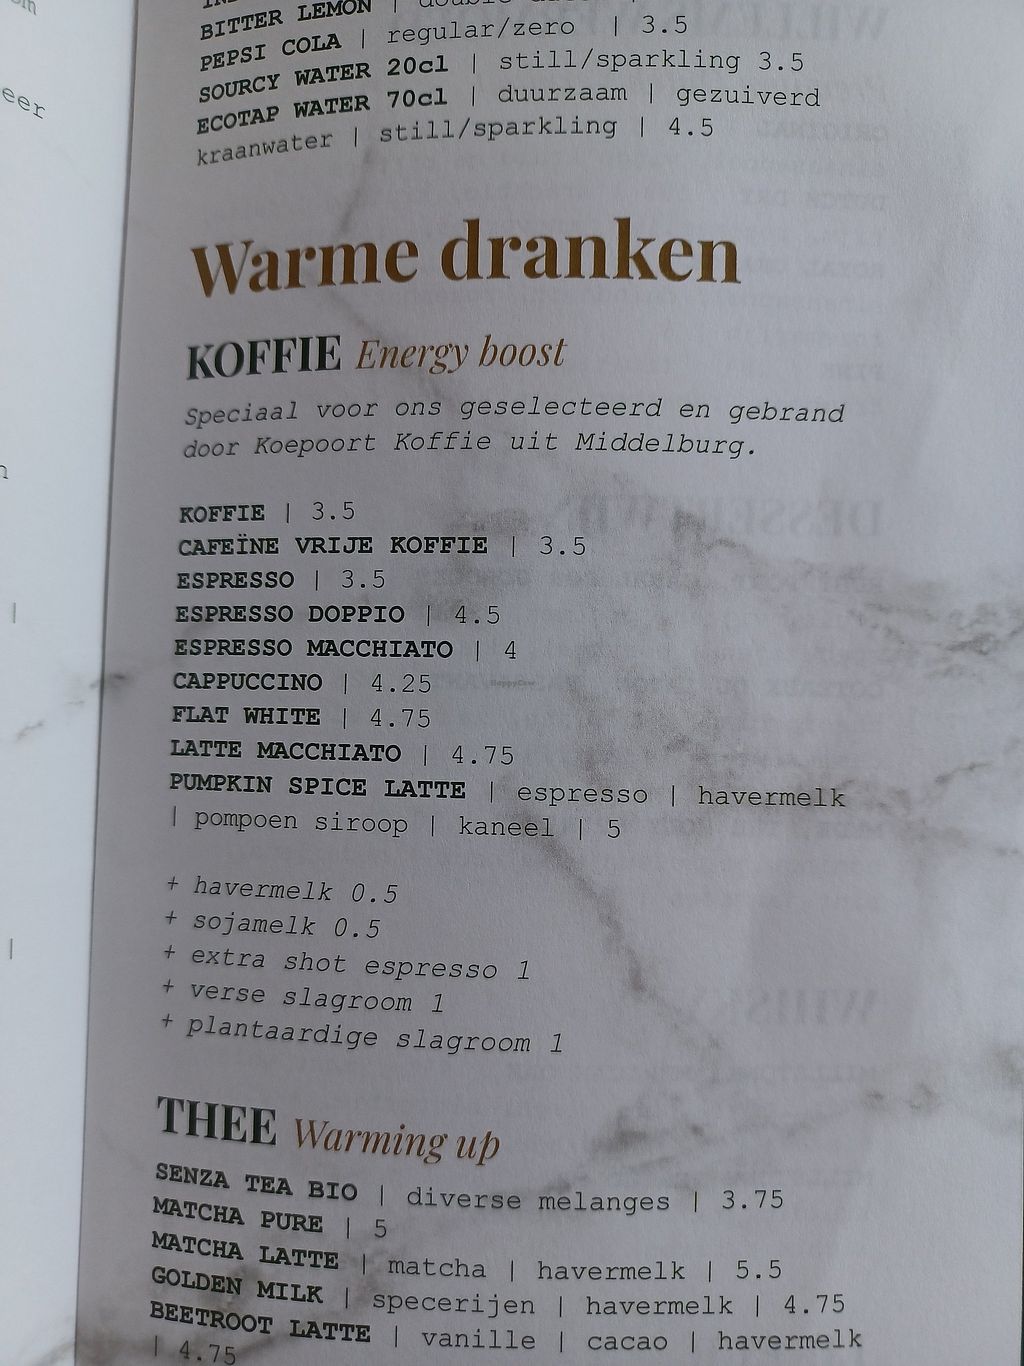 BITTER LEMON |
PEPSI COLA | regular/zero | 3.5
SOURCY WATER 20cl | still/sparkling 3.5
ECOTAP WATER 70cl | duurzaam | gezuiverd
kraanwater | still/sparkling | 4.5
Warme dranken
KOFFIE Energy boost
Speciaal voor ons geselecteerd en gebrand
door Koepoort Koffie uit Middelburg.
KOFFIE | 3.5
CAFEÏNE VRIJE KOFFIE | 3.5
ESPRESSO | 3.5
ESPRESSO DOPPIO | 4.5
ESPRESSO MACCHIATO | 4
CAPPUCCINO | 4.25
FLAT WHITE | 4.75
LATTE MACCHIATO | 4.75
PUMPKIN SPICE LATTE | espresso | havermelk
| pompoen siroop | kaneel | 5
+ havermelk 0.5
+ sojamelk 0.5
+ extra shot espresso 1
+ verse slagroom 1
+ plantaardige slagroom 1
THEE Warming up
SENZA TEA BIO | diverse melanges | 3.75
MATCHA PURE | 5
MATCHA LATTE | matcha | havermelk | 5.5
GOLDEN MILK | specerijen | havermelk | 4.75
BEETROOT LATTE | vanille | cacao | havermelk
| 4.75